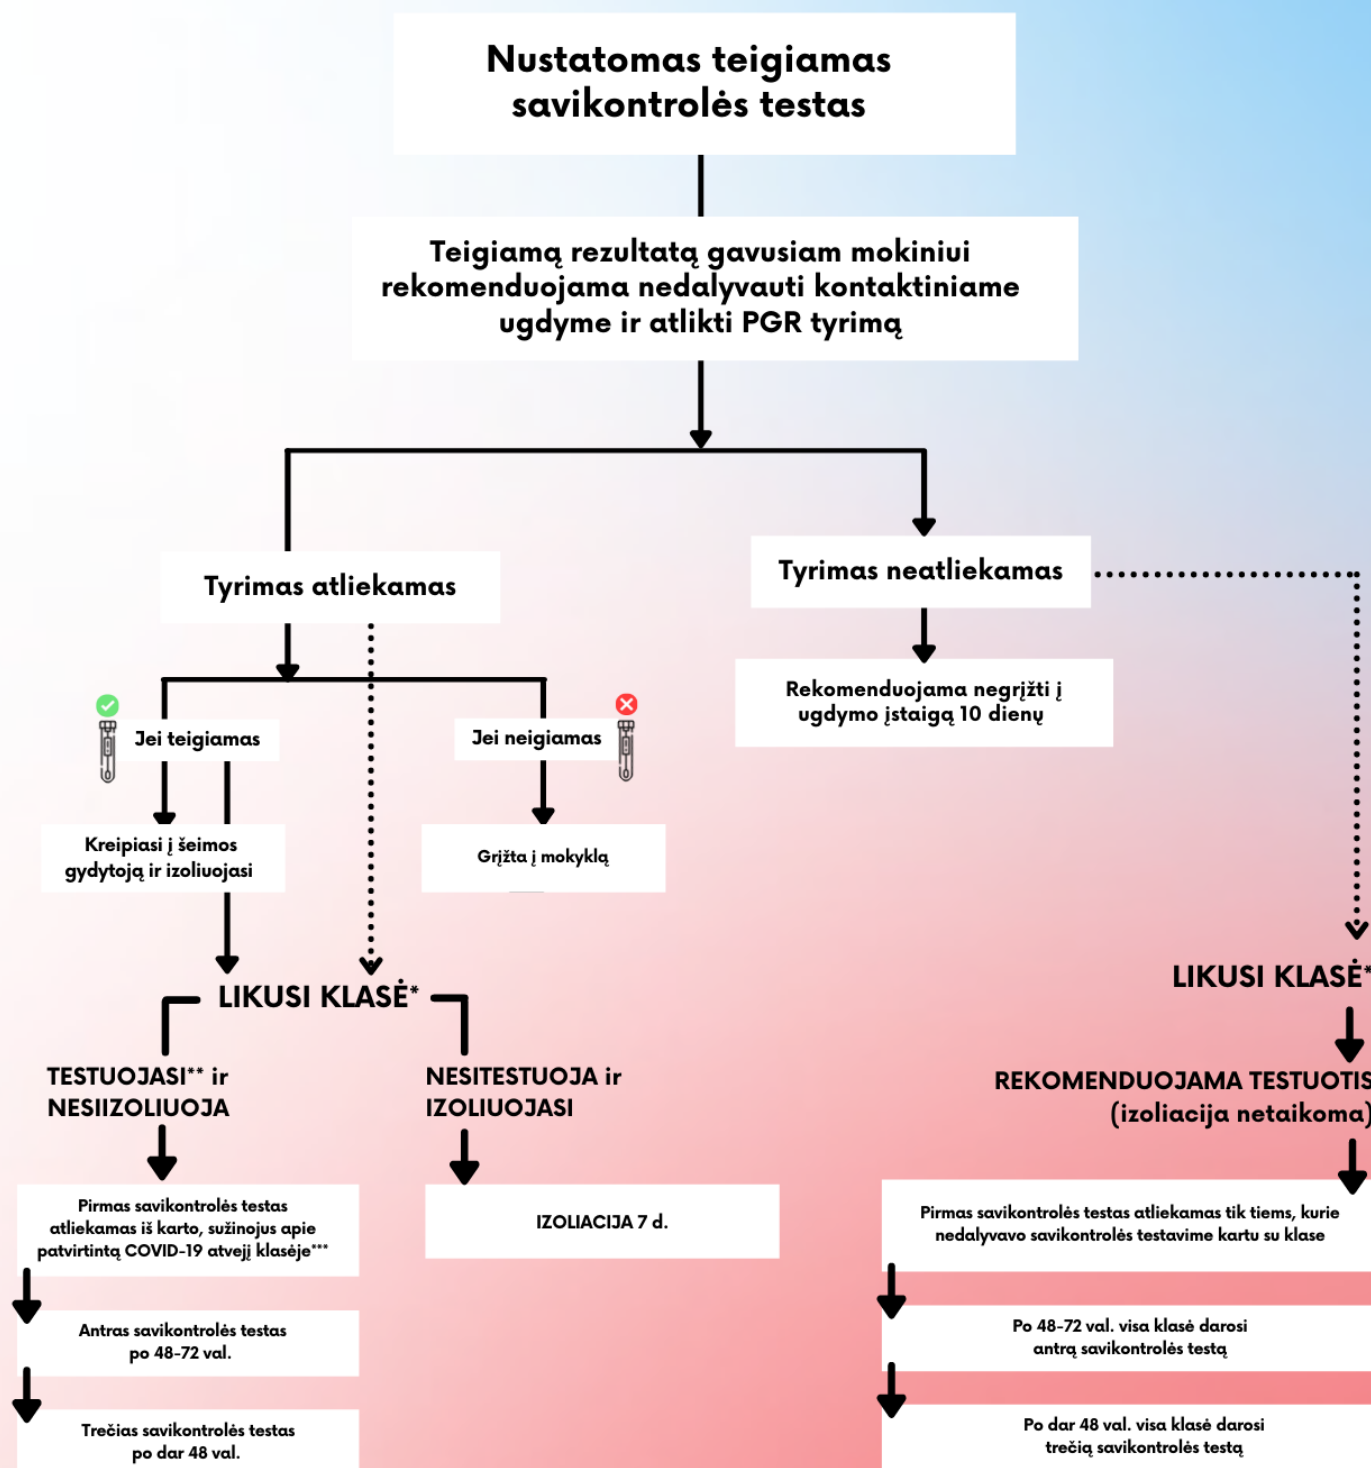 Nustatomas teigiamas
savikontrolės testas
Teigiamą rezultatą gavusiam mokiniui
rekomenduojama nedalyvauti kontaktiniame
ugdyme ir atlikti PGR tyrimą
Tyrimas atliekamas
Tyrimas neatliekamas
Jei teigiamas
Jei neigiamas
Rekomenduojama negrįžti į
ugdymo įstaigą 10 dienų
Kreipiasi į šeimos
gydytoją ir izoliuojasi
Grįžta į mokyklą
LIKUSI KLASĖ*
TESTUOJASI** ir
NESIIZOLIUOJA
NESITESTUOJA ir
IZOLIUOJASI
Pirmas savikontrolės testas
atliekamas iš karto, sužinojus apie
patvirtintą COVID-19 atvejį klasėje***
IZOLIACIJA 7 d.
Antras savikontrolės testas
po 48-72 val.
Trečias savikontrolės testas
po dar 48 val.
LIKUSI KLASĖ*
REKOMENDUOJAMA TESTUOTIS
(izoliacija netaikoma)
Pirmas savikontrolės testas atliekamas tik tiems, kurie
nedalyvavo savikontrolės testavime kartu su klase
Po 48-72 val. visa klasė darosi
antrą savikontrolės testą
Po dar 48 val. visa klasė darosi
trečią savikontrolės testą